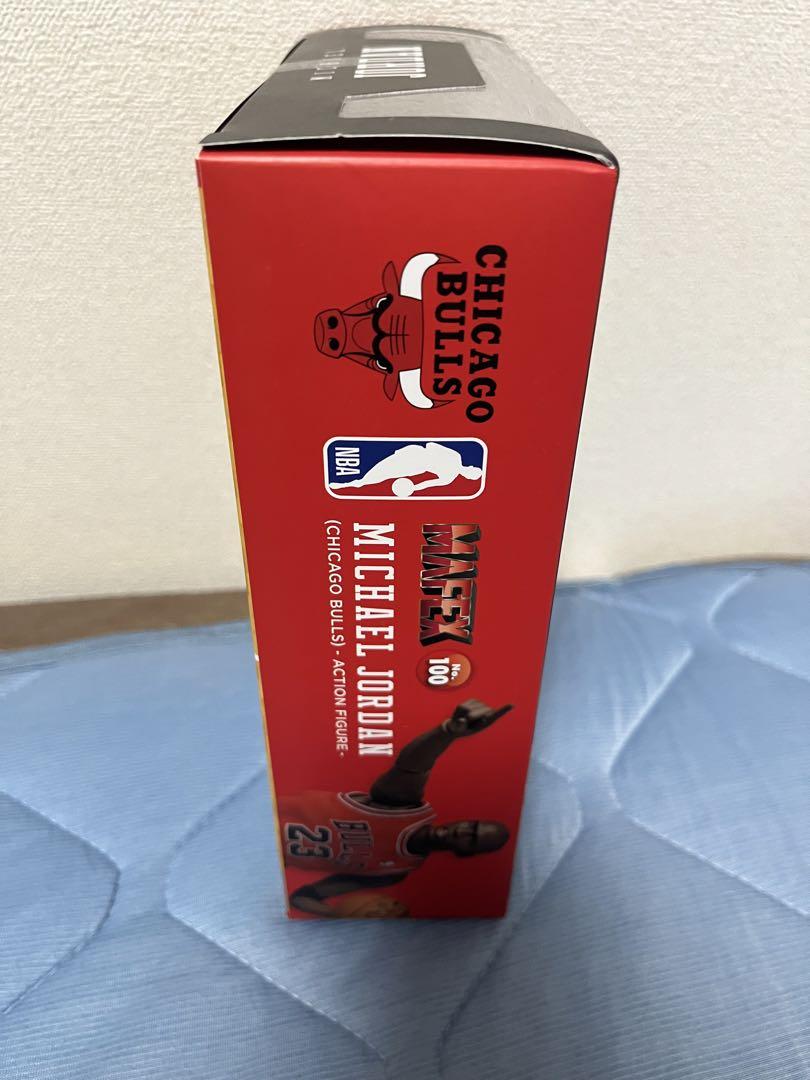 CHICAGO
BULLS
NBA
MAFEX
No.
100
MICHAEL JORDAN
(CHICAGO BULLS) - ACTION FIGURE -
BULLS
23